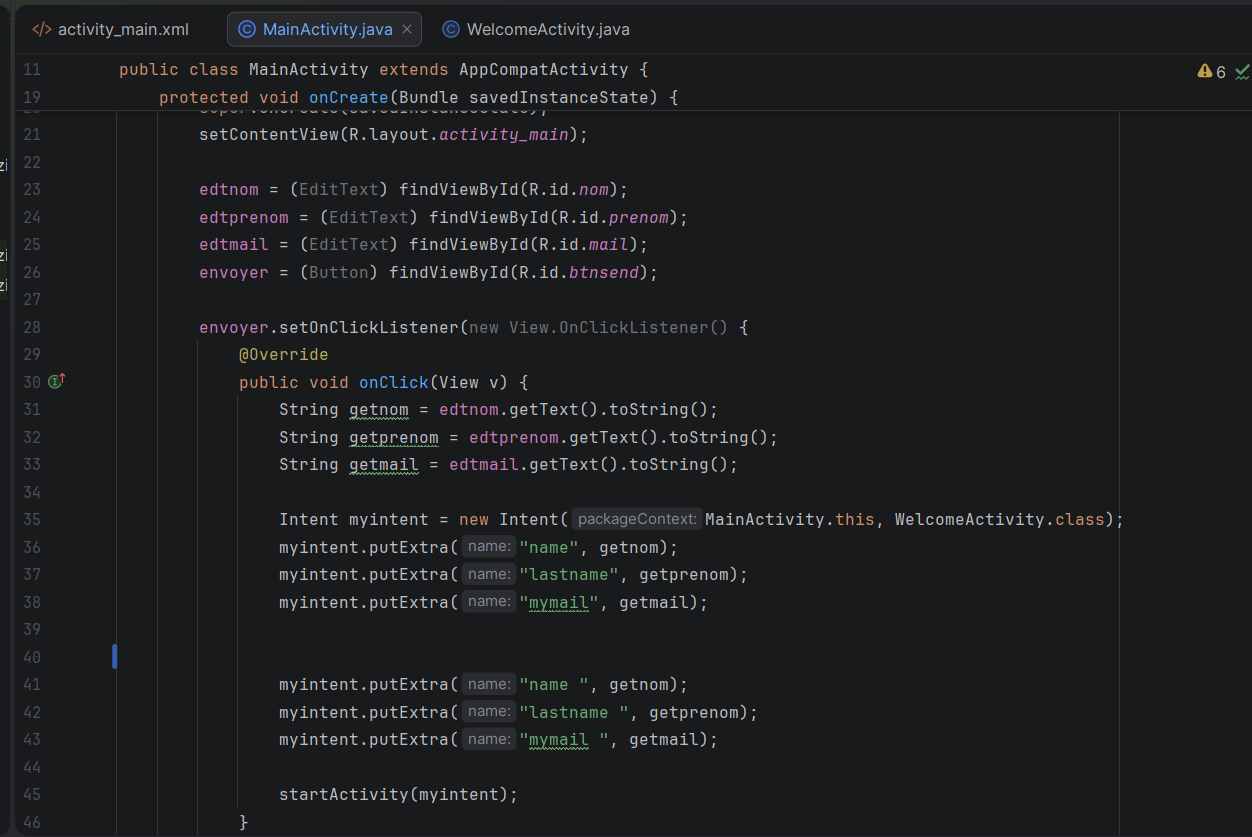 activity_main.xml MainActivity.java WelcomeActivity.java
11 public class MainActivity extends AppCompatActivity { 6
19 protected void onCreate(Bundle savedInstanceState) {
21 setContentView(R.layout.activity_main);
22
23 edtnom = (EditText) findViewById(R.id.nom);
24 edtprenom = (EditText) findViewById(R.id.prenom);
25 edtmail = (EditText) findViewById(R.id.mail);
26 envoyer = (Button) findViewById(R.id.btnsend);
27
28 envoyer.setOnClickListener(new View.OnClickListener() {
29 @Override
30 public void onClick(View v) {
31 String getnom = edtnom.getText().toString();
32 String getprenom = edtprenom.getText().toString();
33 String getmail = edtmail.getText().toString();
34
35 Intent myintent = new Intent( packageContext: MainActivity.this, WelcomeActivity.class);
36 myintent.putExtra( name: "name", getnom);
37 myintent.putExtra( name: "lastname", getprenom);
38 myintent.putExtra( name: "mymail", getmail);
39
40
41 myintent.putExtra( name: "name ", getnom);
42 myintent.putExtra( name: "lastname ", getprenom);
43 myintent.putExtra( name: "mymail ", getmail);
44
45 startActivity(myintent);
46 }